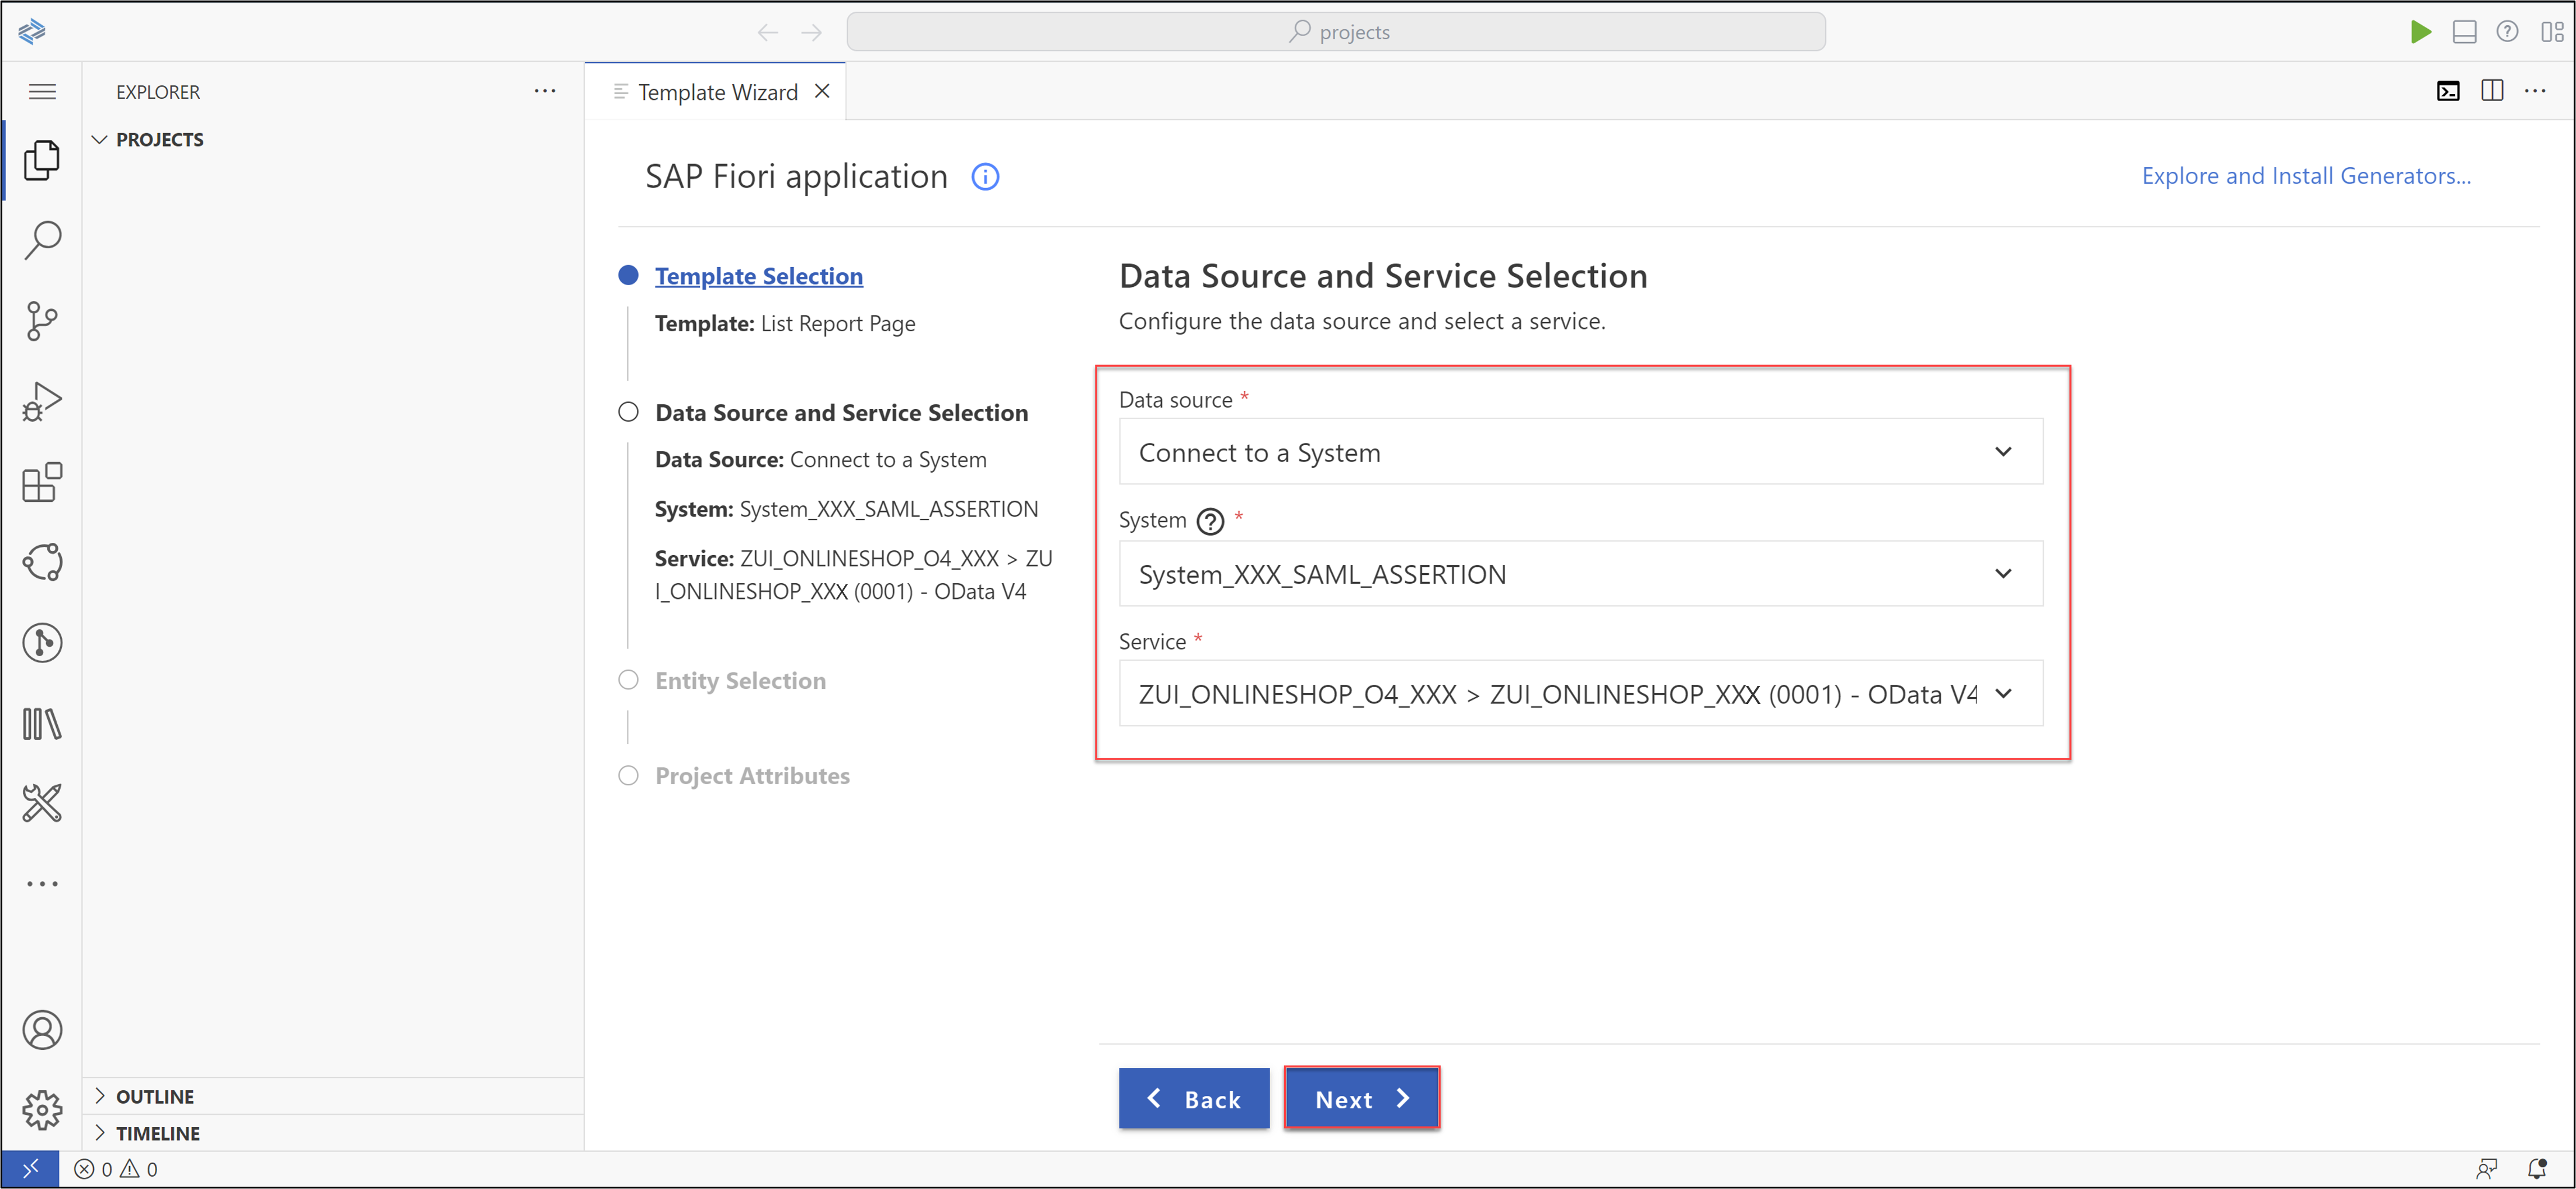 projects
EXPLORER
PROJECTS
OUTLINE
TIMELINE
Template Wizard
SAP Fiori application
Explore and Install Generators...
Template Selection
Template: List Report Page
Data Source and Service Selection
Data Source: Connect to a System
System: System_XXX_SAML_ASSERTION
Service: ZUI_ONLINESHOP_O4_XXX > ZU
I_ONLINESHOP_XXX (0001) - OData V4
Entity Selection
Project Attributes
Data Source and Service Selection
Configure the data source and select a service.
Data source *
Connect to a System
System ? *
System_XXX_SAML_ASSERTION
Service *
ZUI_ONLINESHOP_O4_XXX > ZUI_ONLINESHOP_XXX (0001) - OData V4
Back
Next
0 0